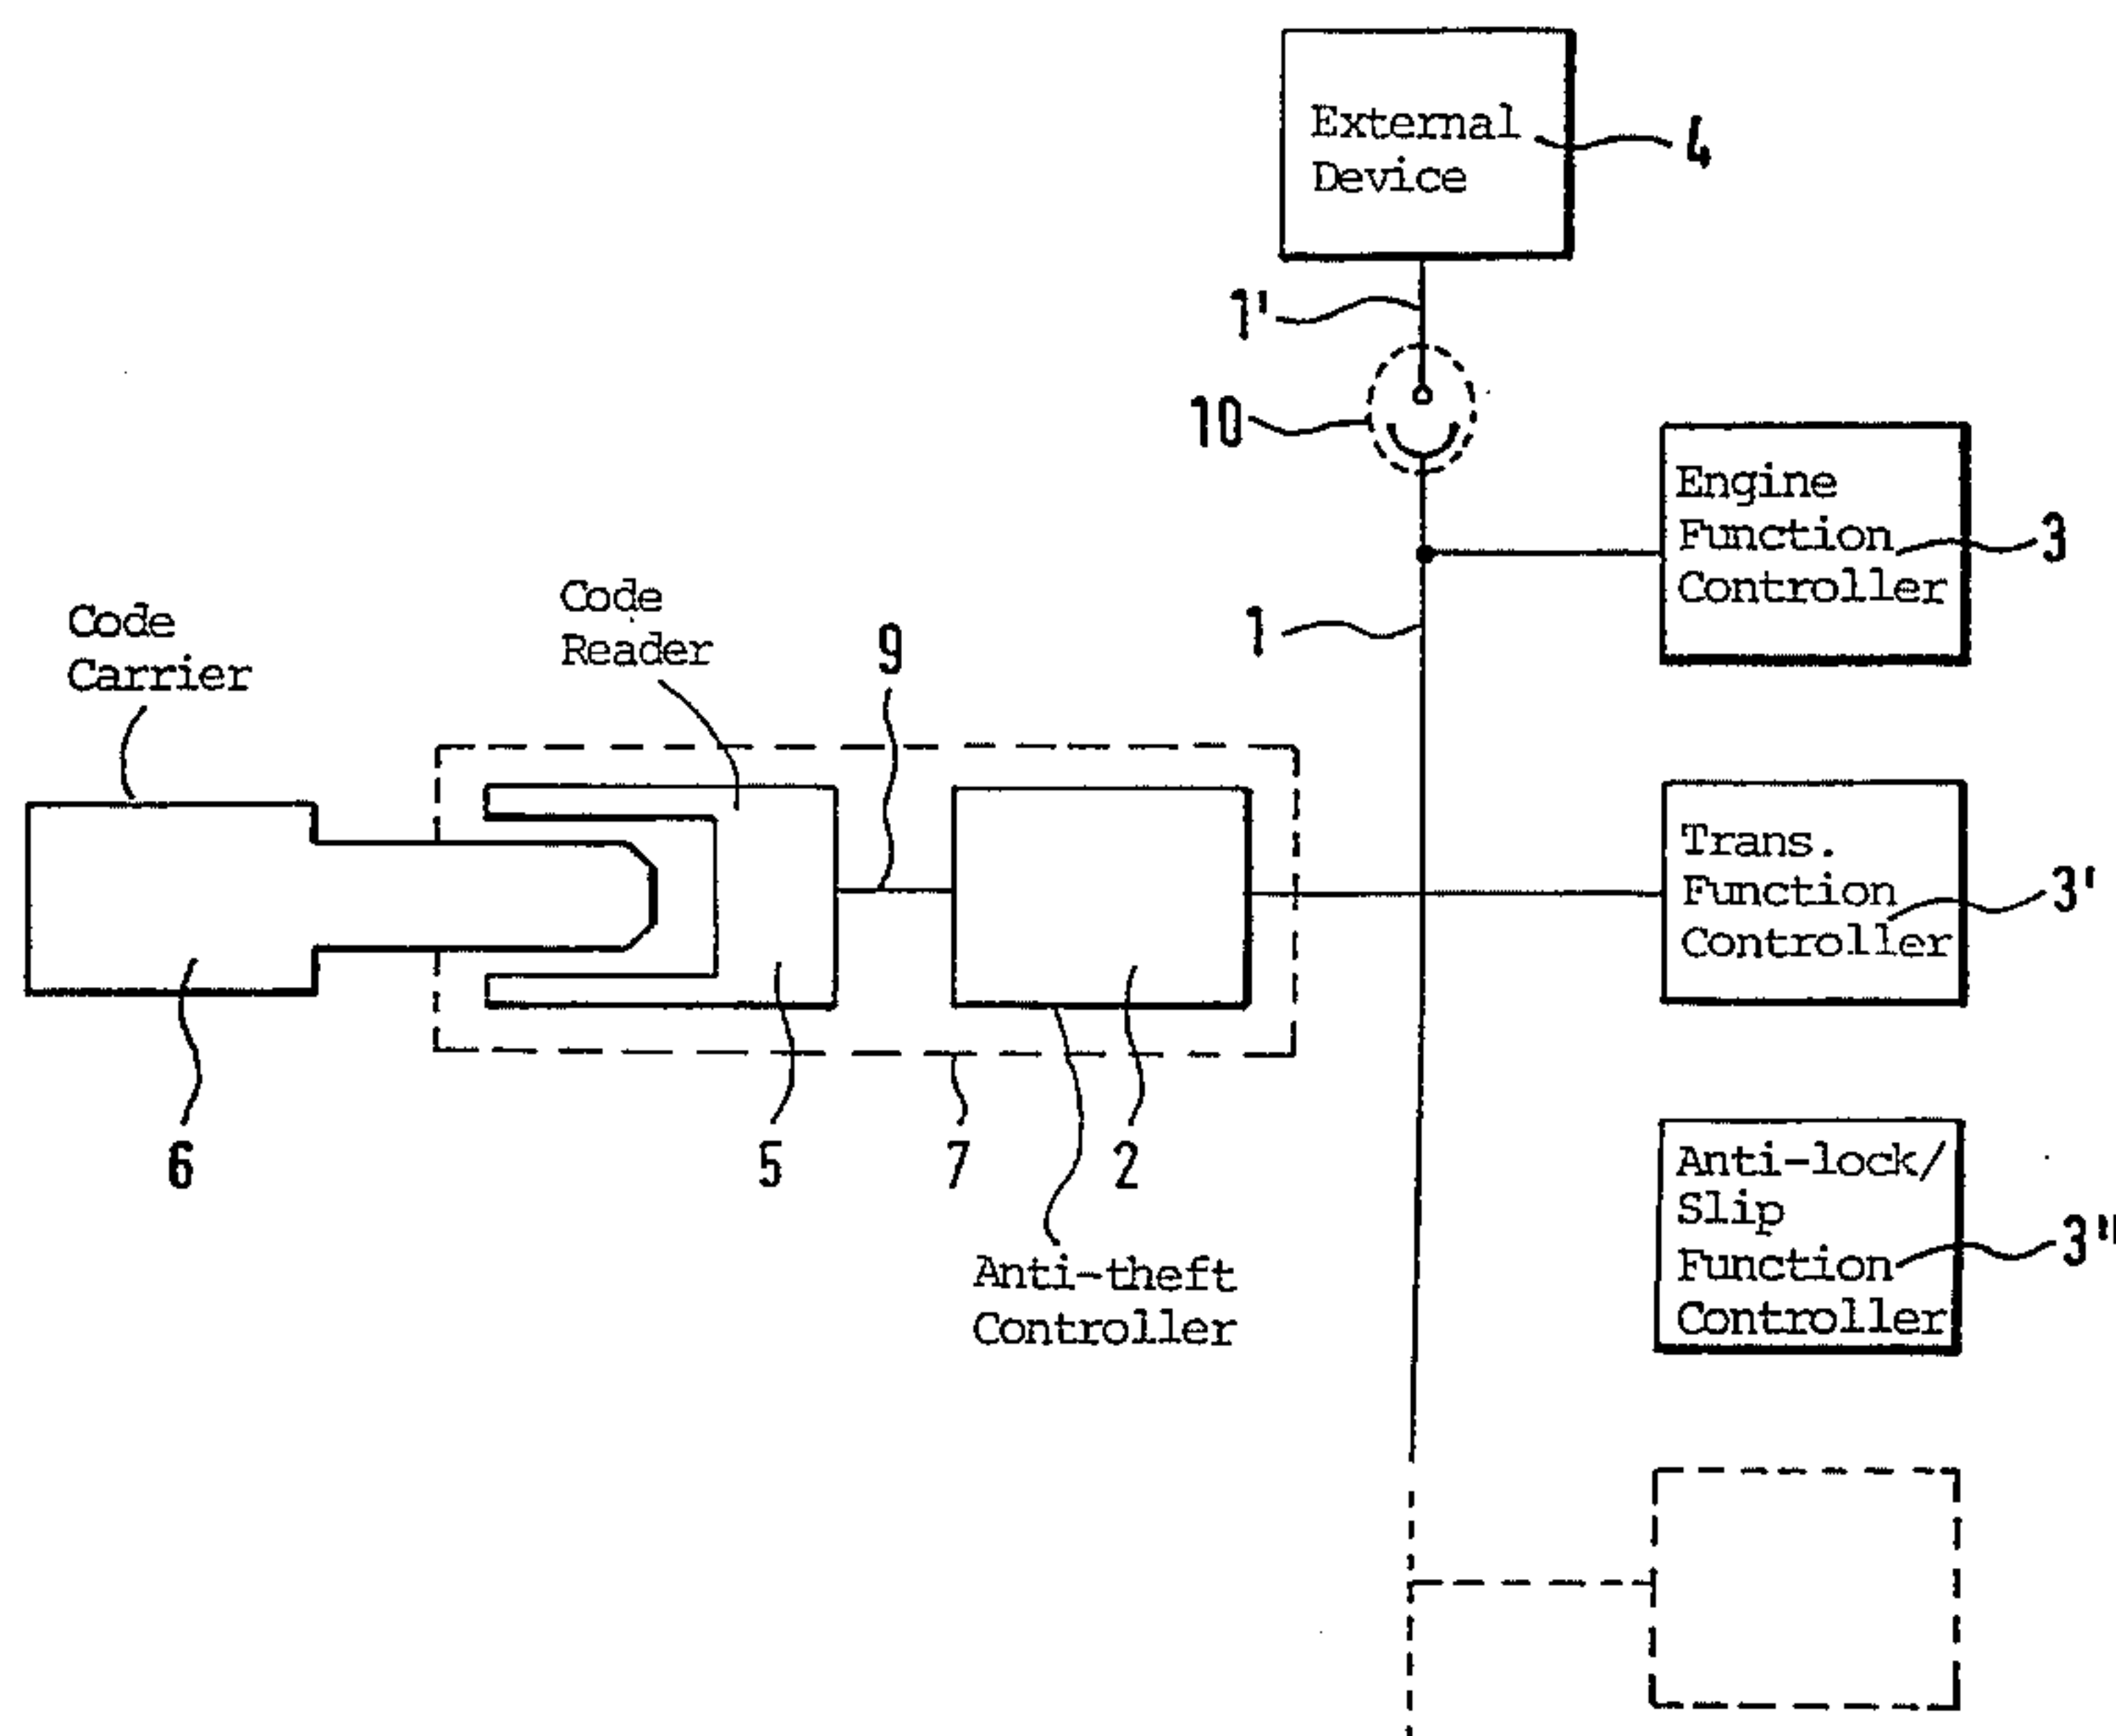 External
Device
4
1'
10
Engine
Function
Controller
3
1
Code
Reader
9
Code
Carrier
Trans.
Function
Controller
3'
6
5
7
2
Anti-theft
Controller
Anti-lock/
Slip
Function
Controller
3"